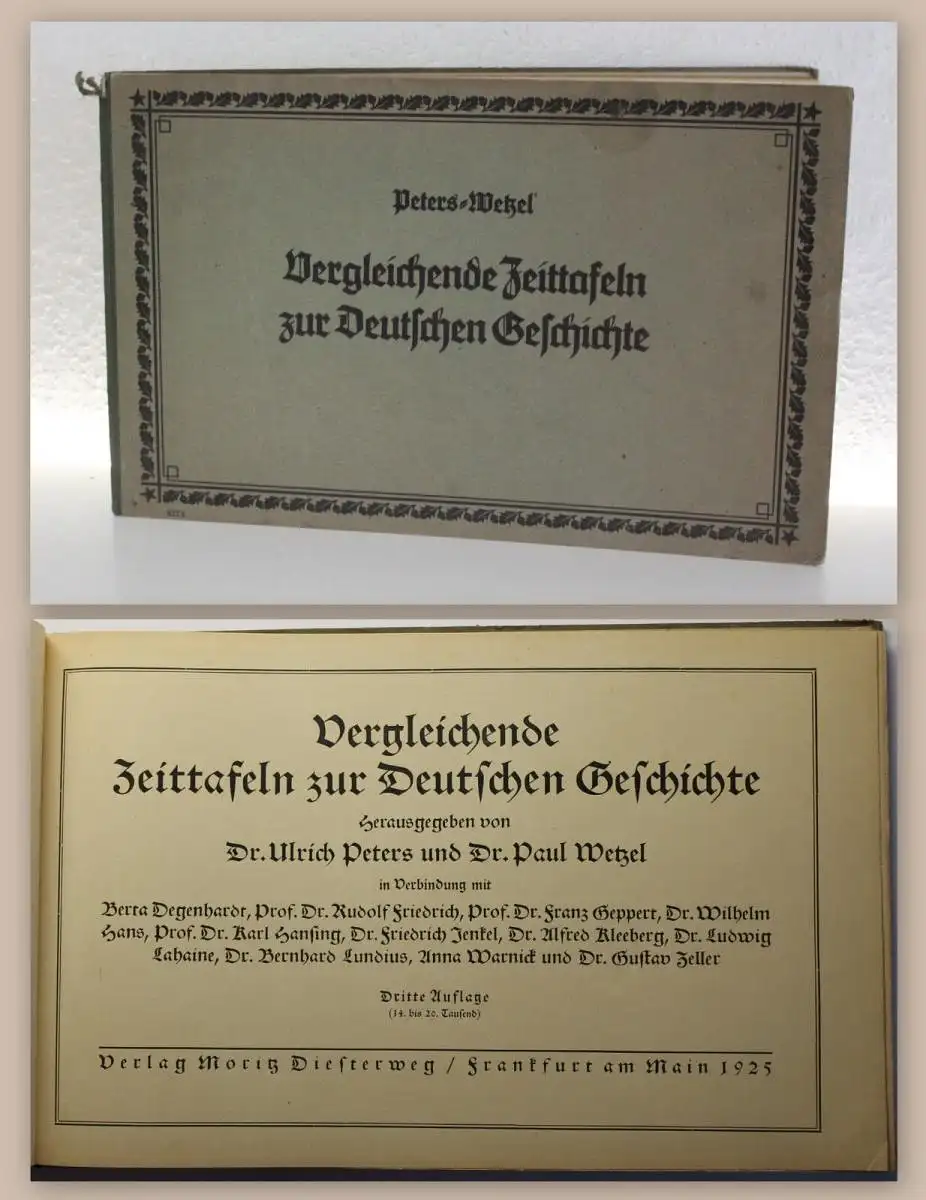 Peters-Wetzel
Vergleichende Zeittafeln
zur Deutschen Geschichte
Vergleichende
Zeittafeln zur Deutschen Geschichte
Herausgegeben von
Dr. Ulrich Peters und Dr. Paul Wetzel
in Verbindung mit
Berta Degenhardt, Prof. Dr. Rudolf Friedrich, Prof. Dr. Franz Geppert, Dr. Wilhelm
Hans, Prof. Dr. Karl Hansing, Dr. Friedrich Jenkel, Dr. Alfred Kleeberg, Dr. Ludwig
Lahaine, Dr. Bernhard Lundius, Anna Warnick und Dr. Gustav Zeller
Dritte Auflage
(14. bis 20. Tausend)
Verlag Moritz Diesterweg / Frankfurt am Main 1925